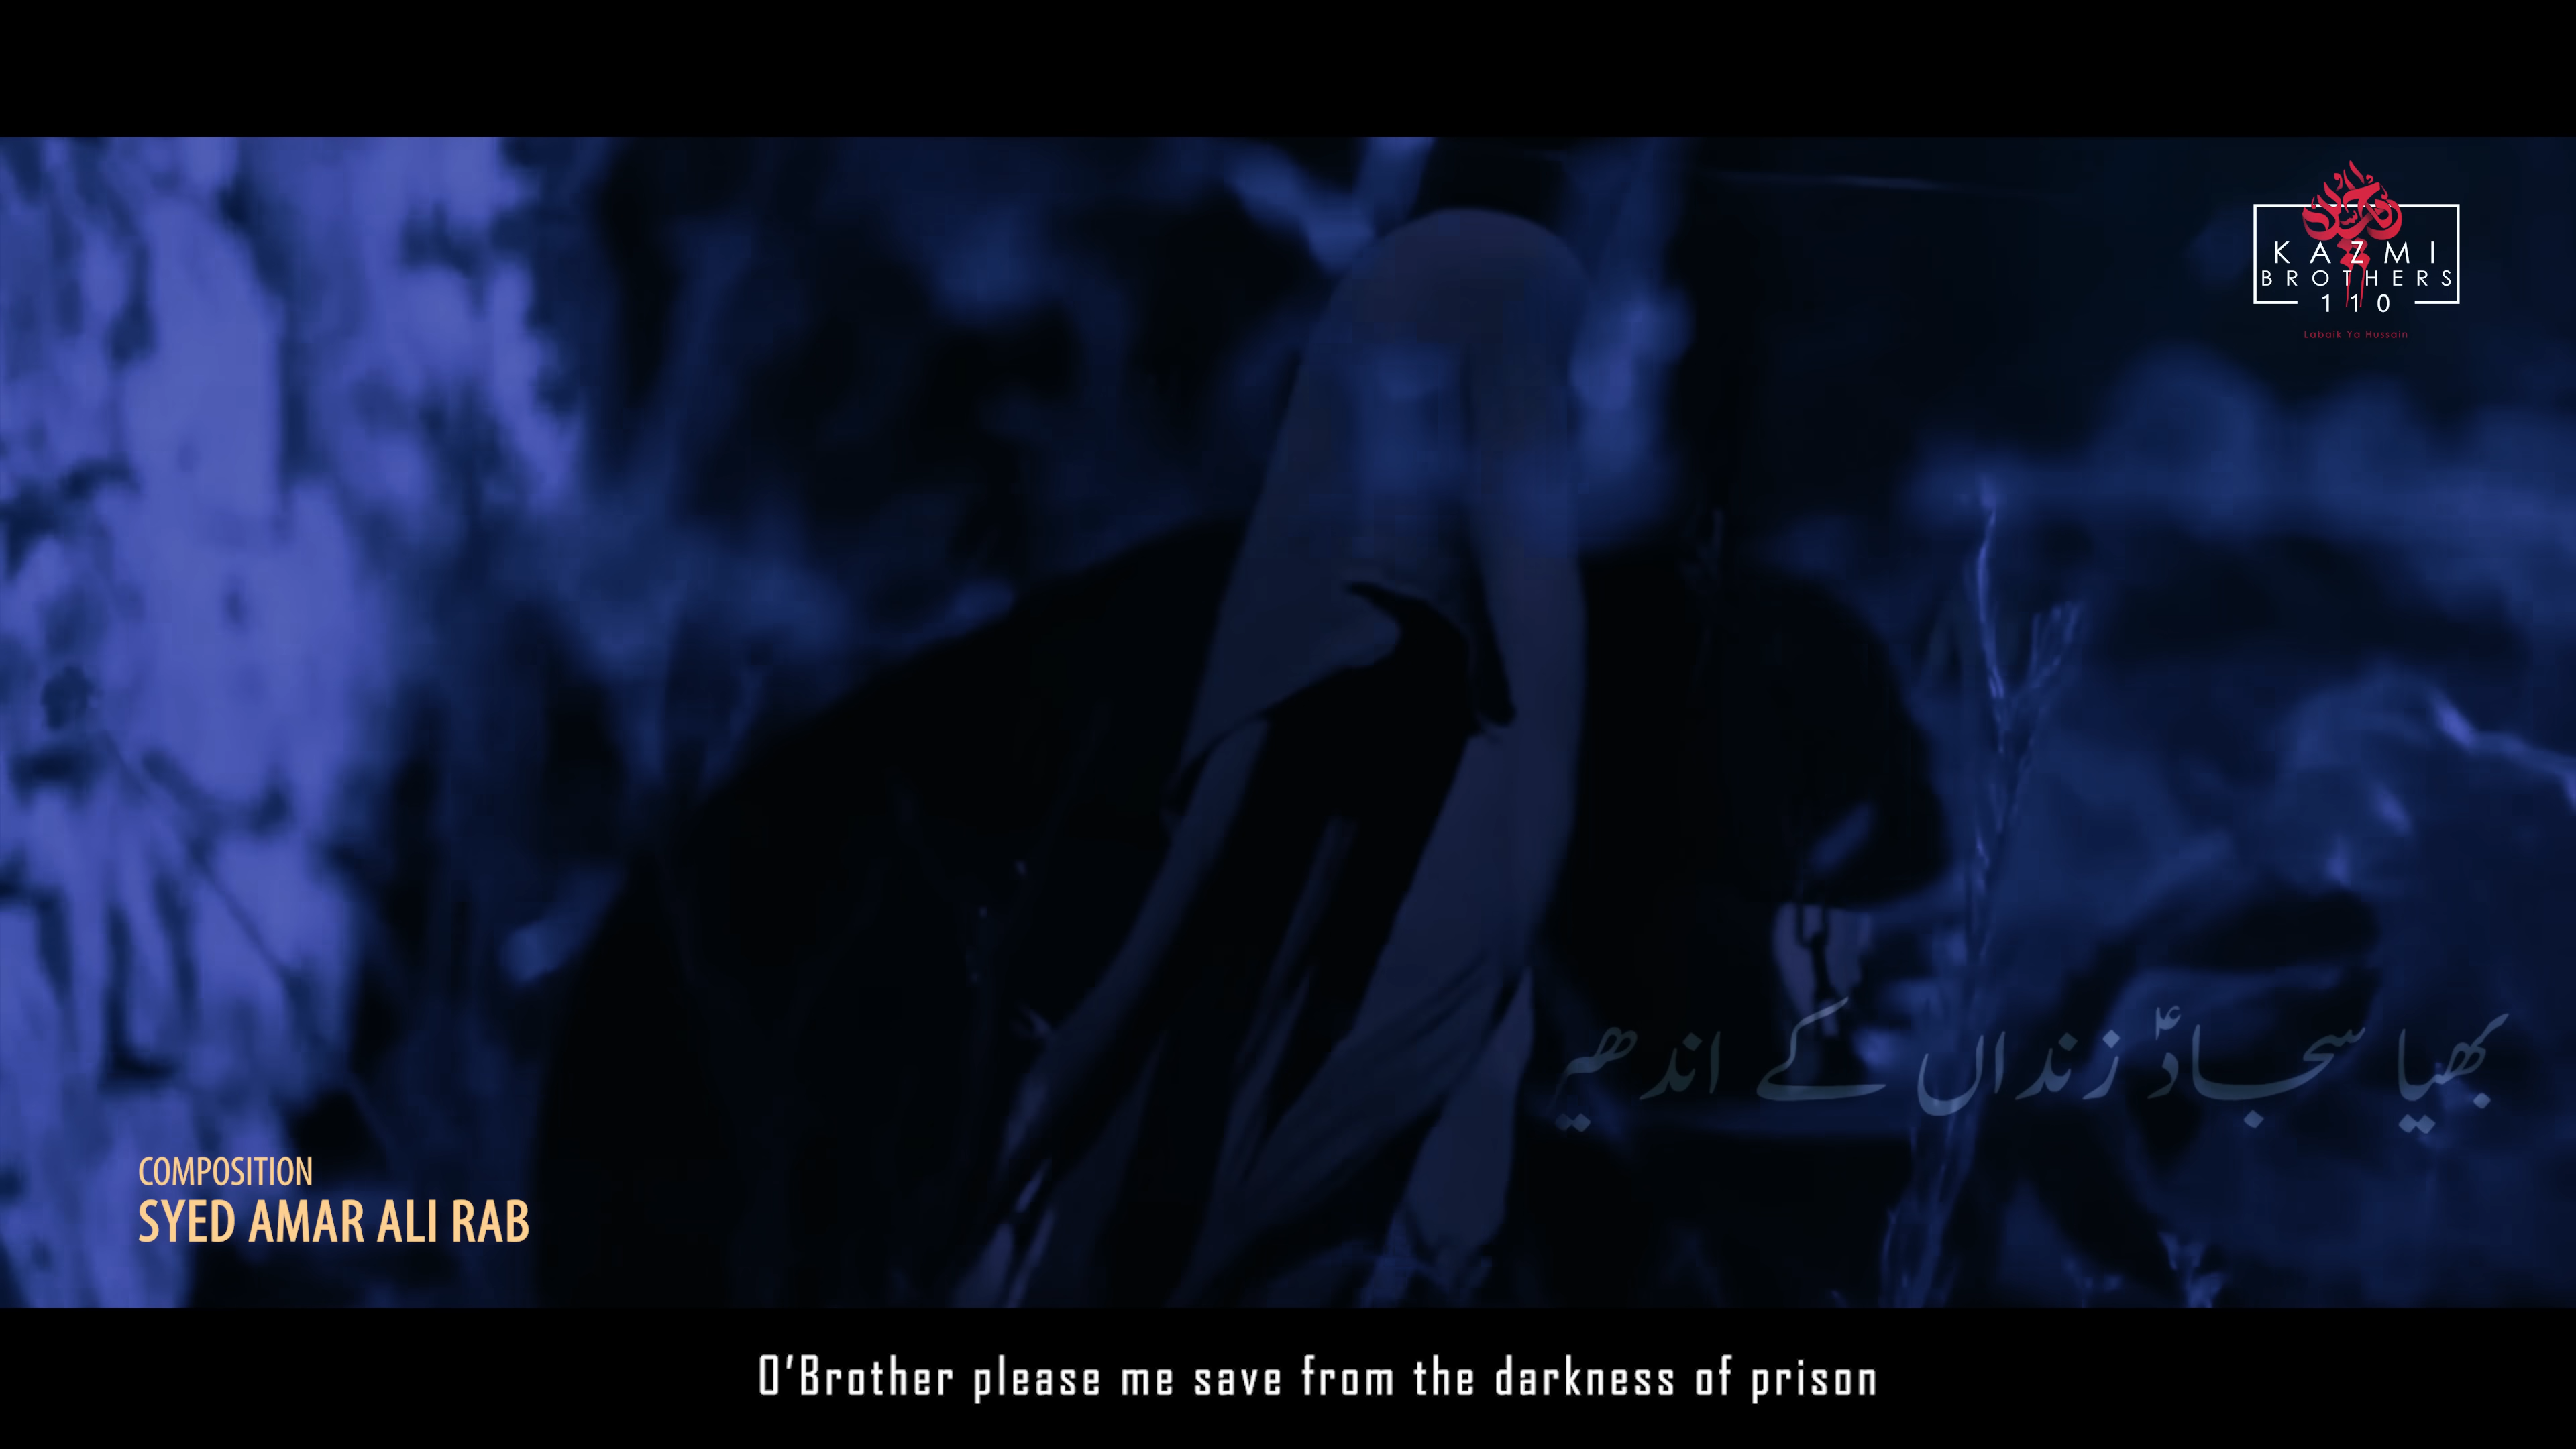 KAZMI
BROTHERS
110
Labaik Ya Hussain
بھیا سجادؑ زنداں کے اندھیر
COMPOSITION
SYED AMAR ALI RAB
O'Brother please me save from the darkness of prison